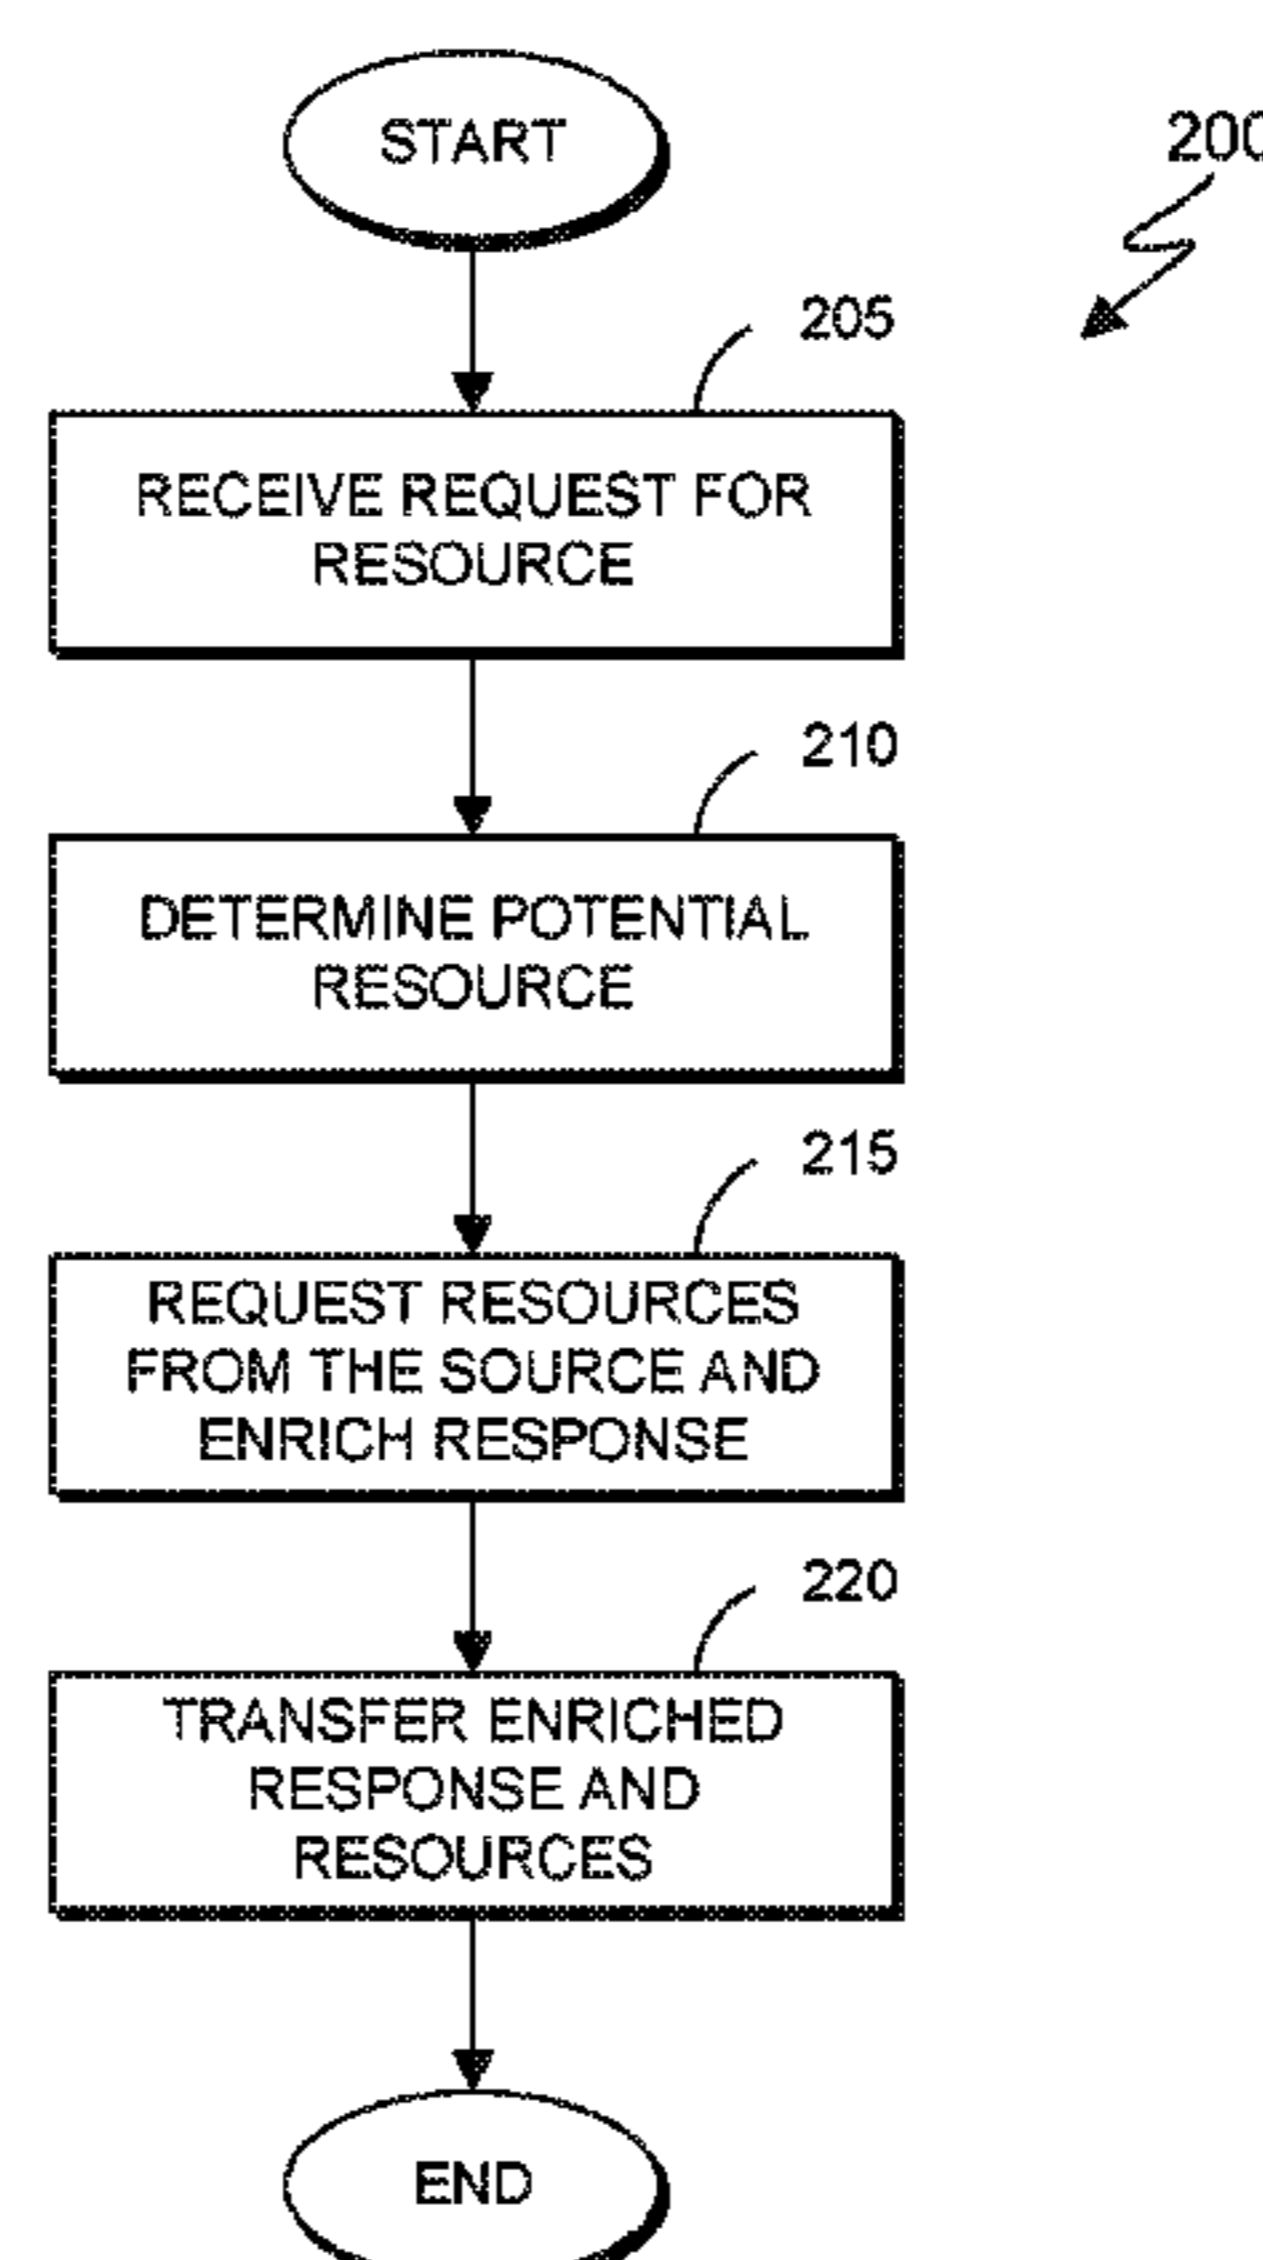 START
200
205
RECEIVE REQUEST FOR
RESOURCE
210
DETERMINE POTENTIAL
RESOURCE
215
REQUEST RESOURCES
FROM THE SOURCE AND
ENRICH RESPONSE
220
TRANSFER ENRICHED
RESPONSE AND
RESOURCES
END